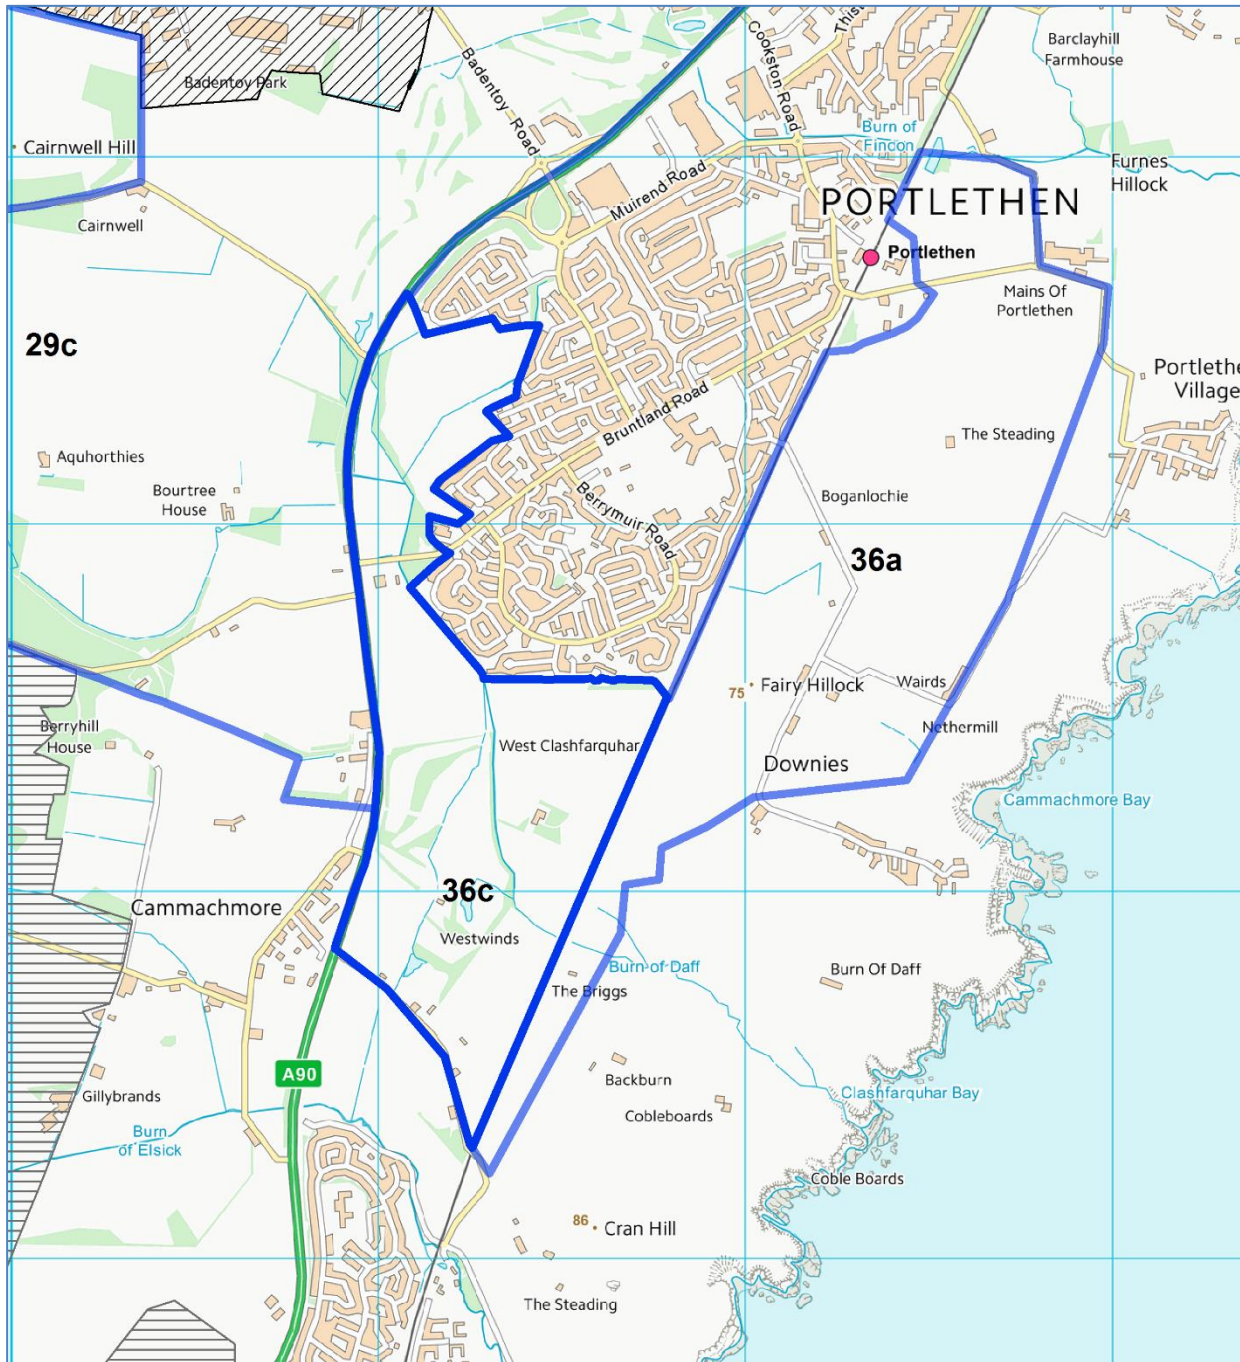 Badentoy Park
Badentoy - Road
Cookston Road
Barclayhill
Farmhouse
Cairnwell Hill
Burn of
Findon
Furnes
Hillock
Muirend Road
PORTLETHEN
Cairnwell
Portlethen
Mains Of
Portlethen
29c
Portlethe
Village
Bruntland Road
The Steading
Aquhorthies
Bourtree
House
Berrymuir Road
Boganlochie
36a
75
Fairy Hillock
Wairds
Nethermill
Berryhill
House
West Clashfarquhar
Downies
Cammachmore Bay
36c
Cammachmore
Westwinds
Burn of Daff
Burn Of Daff
The Briggs
A90
Backburn
Gillybrands
Cobleboards
Clashfarquhar Bay
Burn
of Elsick
Coble Boards
86
Cran Hill
The Steading